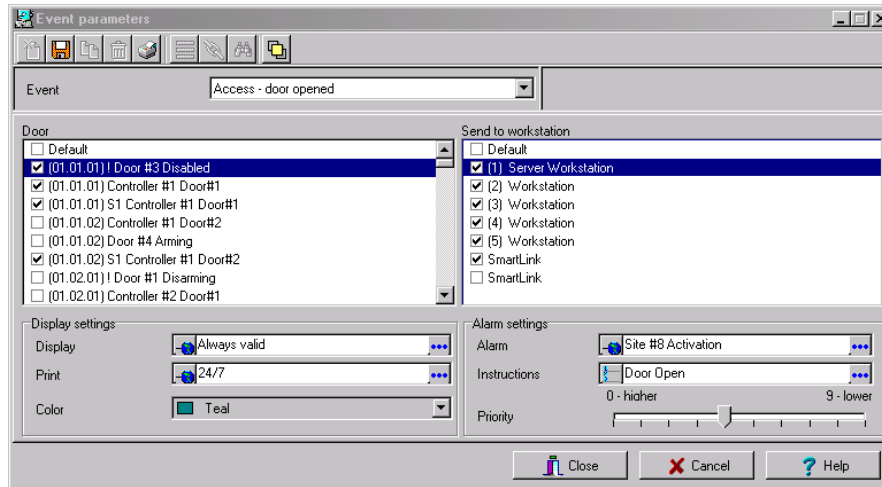 Event parameters
Event
Access - door opened
Door
Default
(01.01.01) ! Door #3 Disabled
(01.01.01) Controller #1 Door#1
(01.01.01) S1 Controller #1 Door#1
(01.01.02) Controller #1 Door#2
(01.01.02) Door #4 Arming
(01.01.02) S1 Controller #1 Door#2
(01.02.01) ! Door #1 Disarming
(01.02.01) Controller #2 Door#1
Send to workstation
Default
(1) Server Workstation
(2) Workstation
(3) Workstation
(4) Workstation
(5) Workstation
SmartLink
SmartLink
Display settings
Display
Always valid
Print
24/7
Color
Teal
Alarm settings
Alarm
Site #8 Activation
Instructions
Door Open
0 - higher 9 - lower
Priority
Close
Cancel
? Help